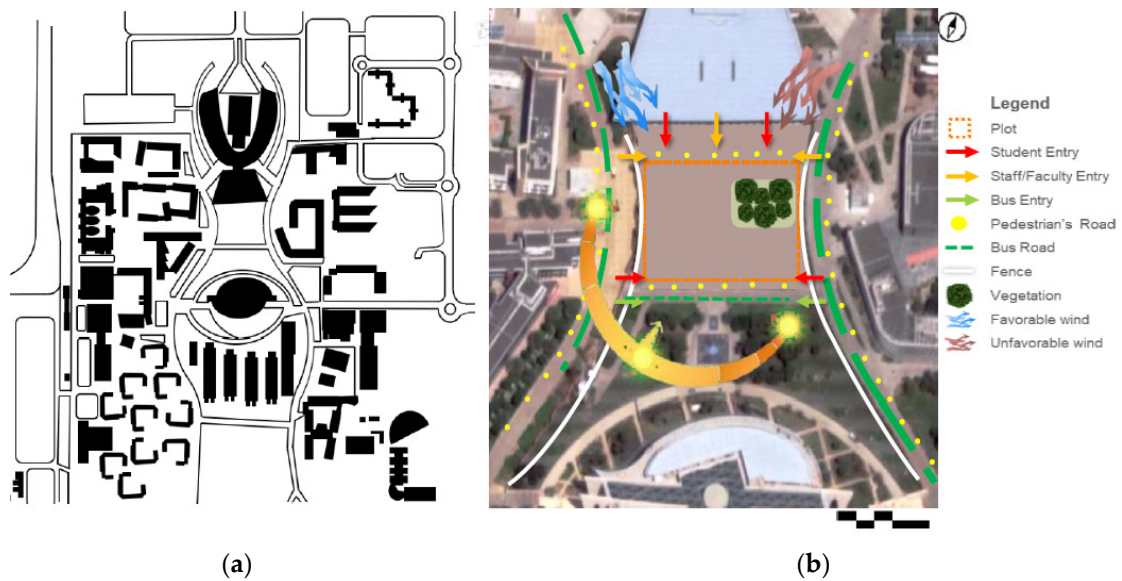 Legend
Plot
Student Entry
Staff/Faculty Entry
Bus Entry
Pedestrian's Road
Bus Road
Fence
Vegetation
Favorable wind
Unfavorable wind
(a)
(b)